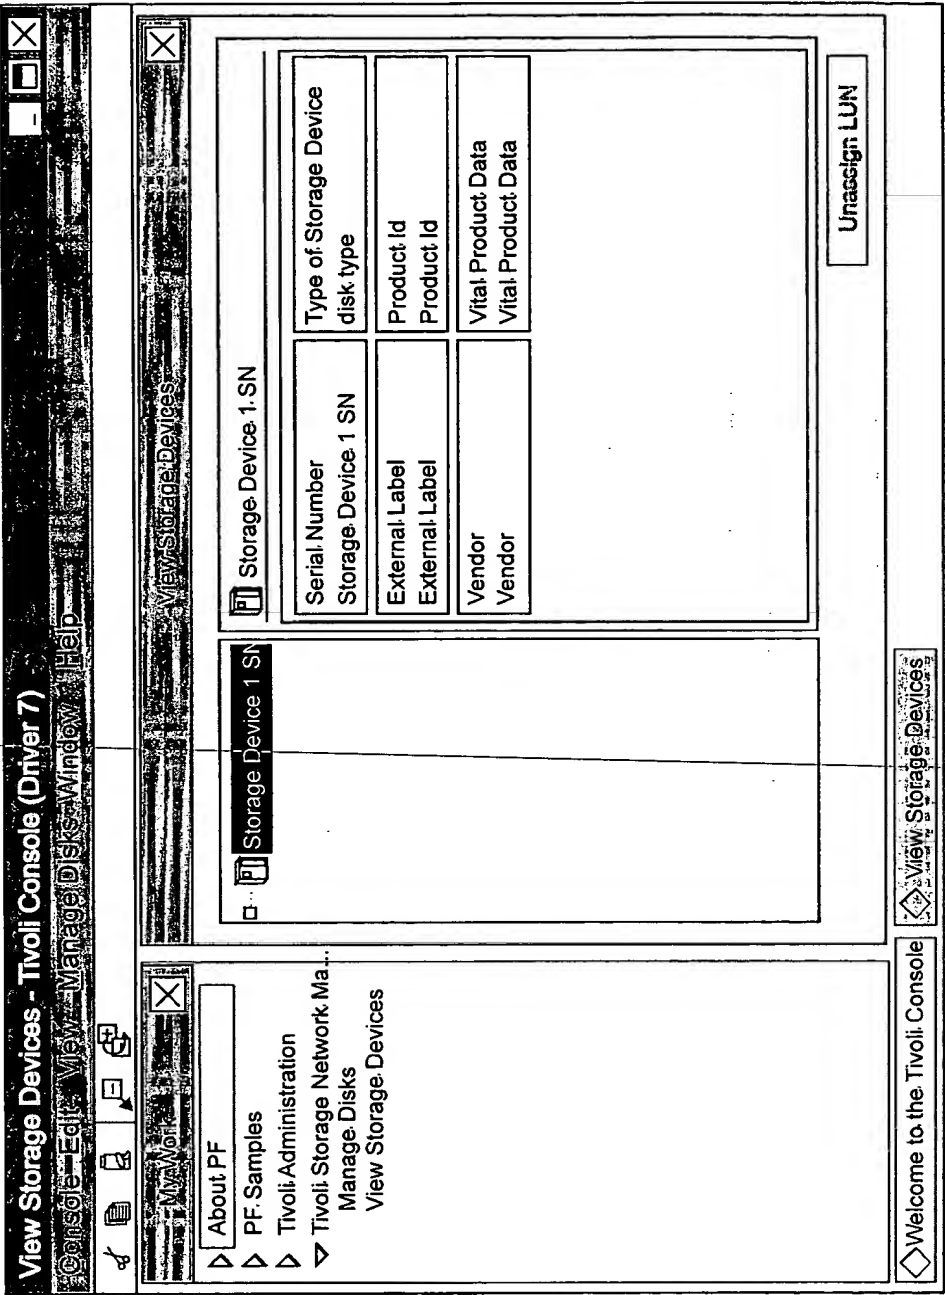 View Storage Devices - Tivoli Console (Driver 7)
Console Edit View Manage Disks Window Help
My Work
About PF
PF Samples
Tivoli Administration
Tivoli Storage Network Ma...
Manage Disks
View Storage Devices
View Storage Devices
Storage Device 1 SN
Storage Device 1 SN
Serial Number
Storage Device 1 SN
Type of Storage Device
disk type
External Label
External Label
Product Id
Product Id
Vendor
Vendor
Vital Product Data
Vital Product Data
Unassign LUN
Welcome to the Tivoli Console
View Storage Devices